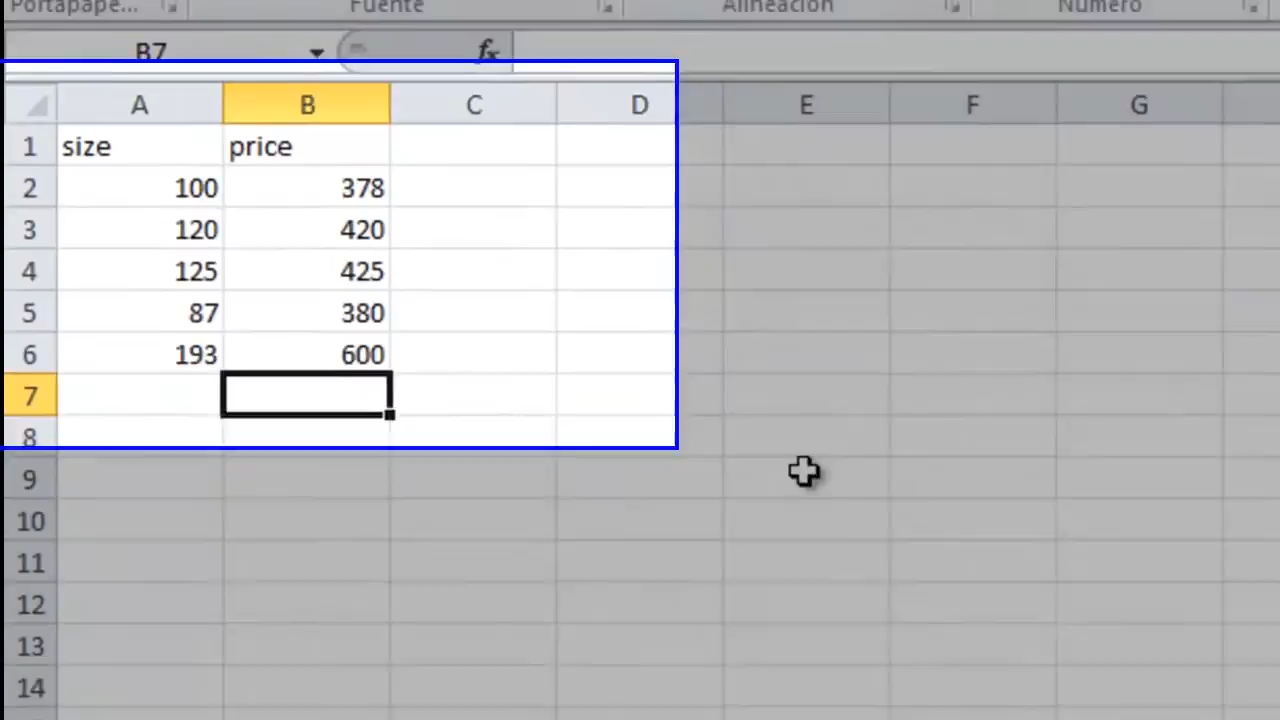 Portapape... Fuente Alineación Número
B7 fx
A B C D E F G
1 size price
2 100 378
3 120 420
4 125 425
5 87 380
6 193 600
7
8
9
10
11
12
13
14